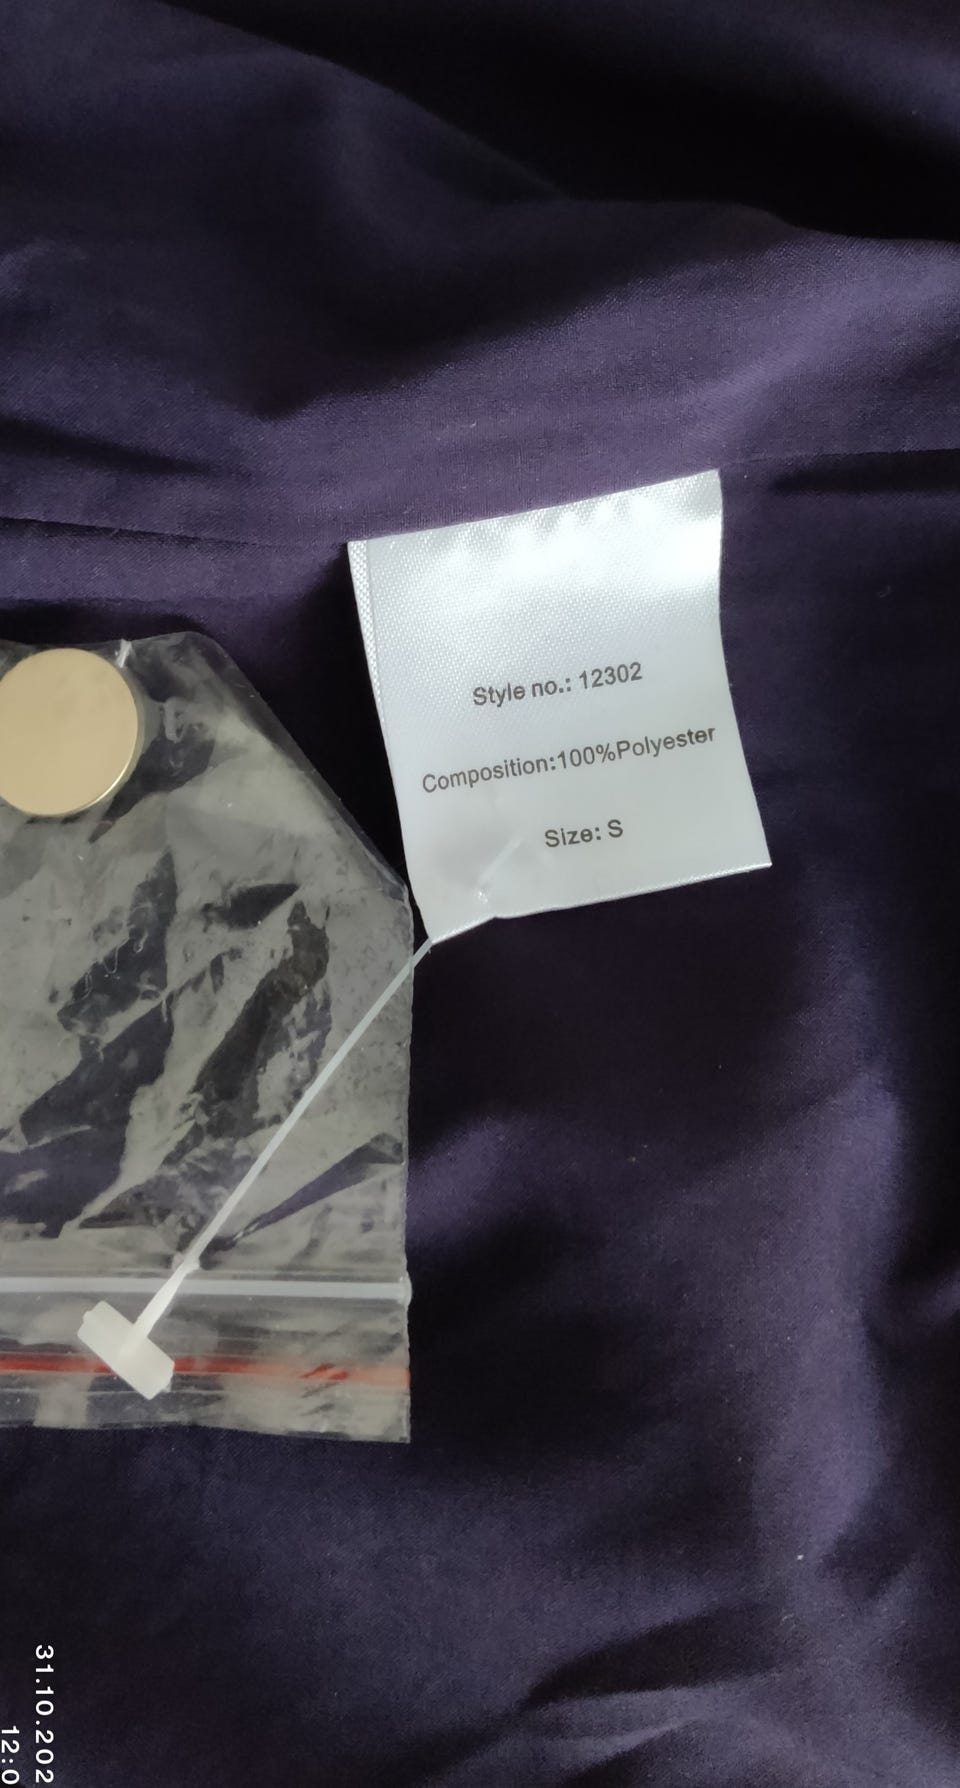 Style no.: 12302
Composition:100%Polyester
Size: S
31.10.202
12:0